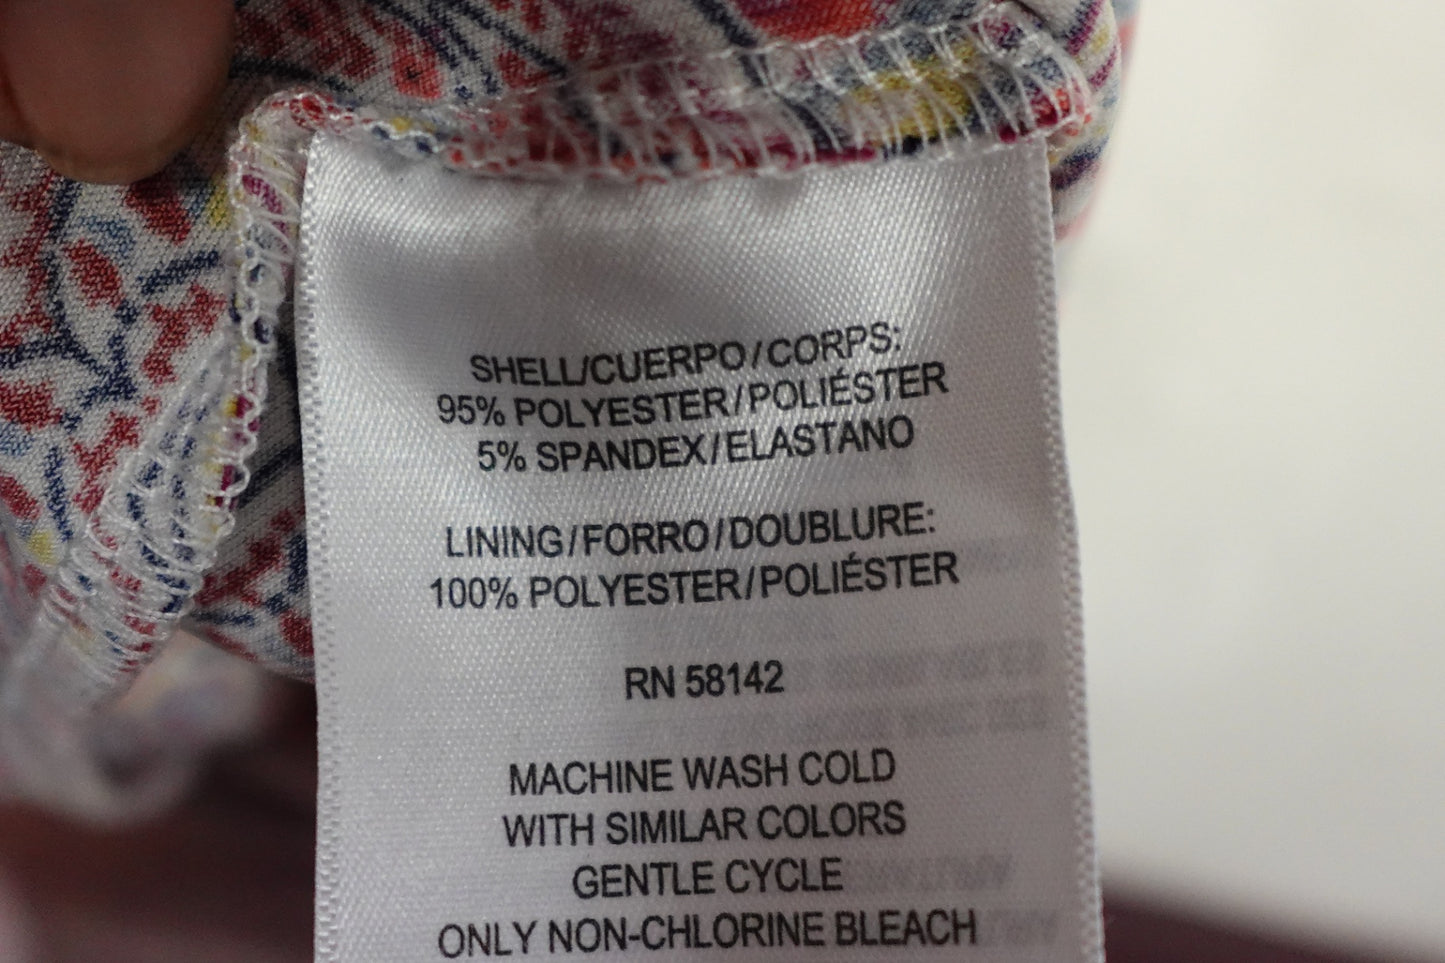 SHELL/CUERPO/CORPS:
95% POLYESTER/POLIÉSTER
5% SPANDEX/ELASTANO
LINING/FORRO/DOUBLURE:
100% POLYESTER/POLIÉSTER
RN 58142
MACHINE WASH COLD
WITH SIMILAR COLORS
GENTLE CYCLE
ONLY NON-CHLORINE BLEACH